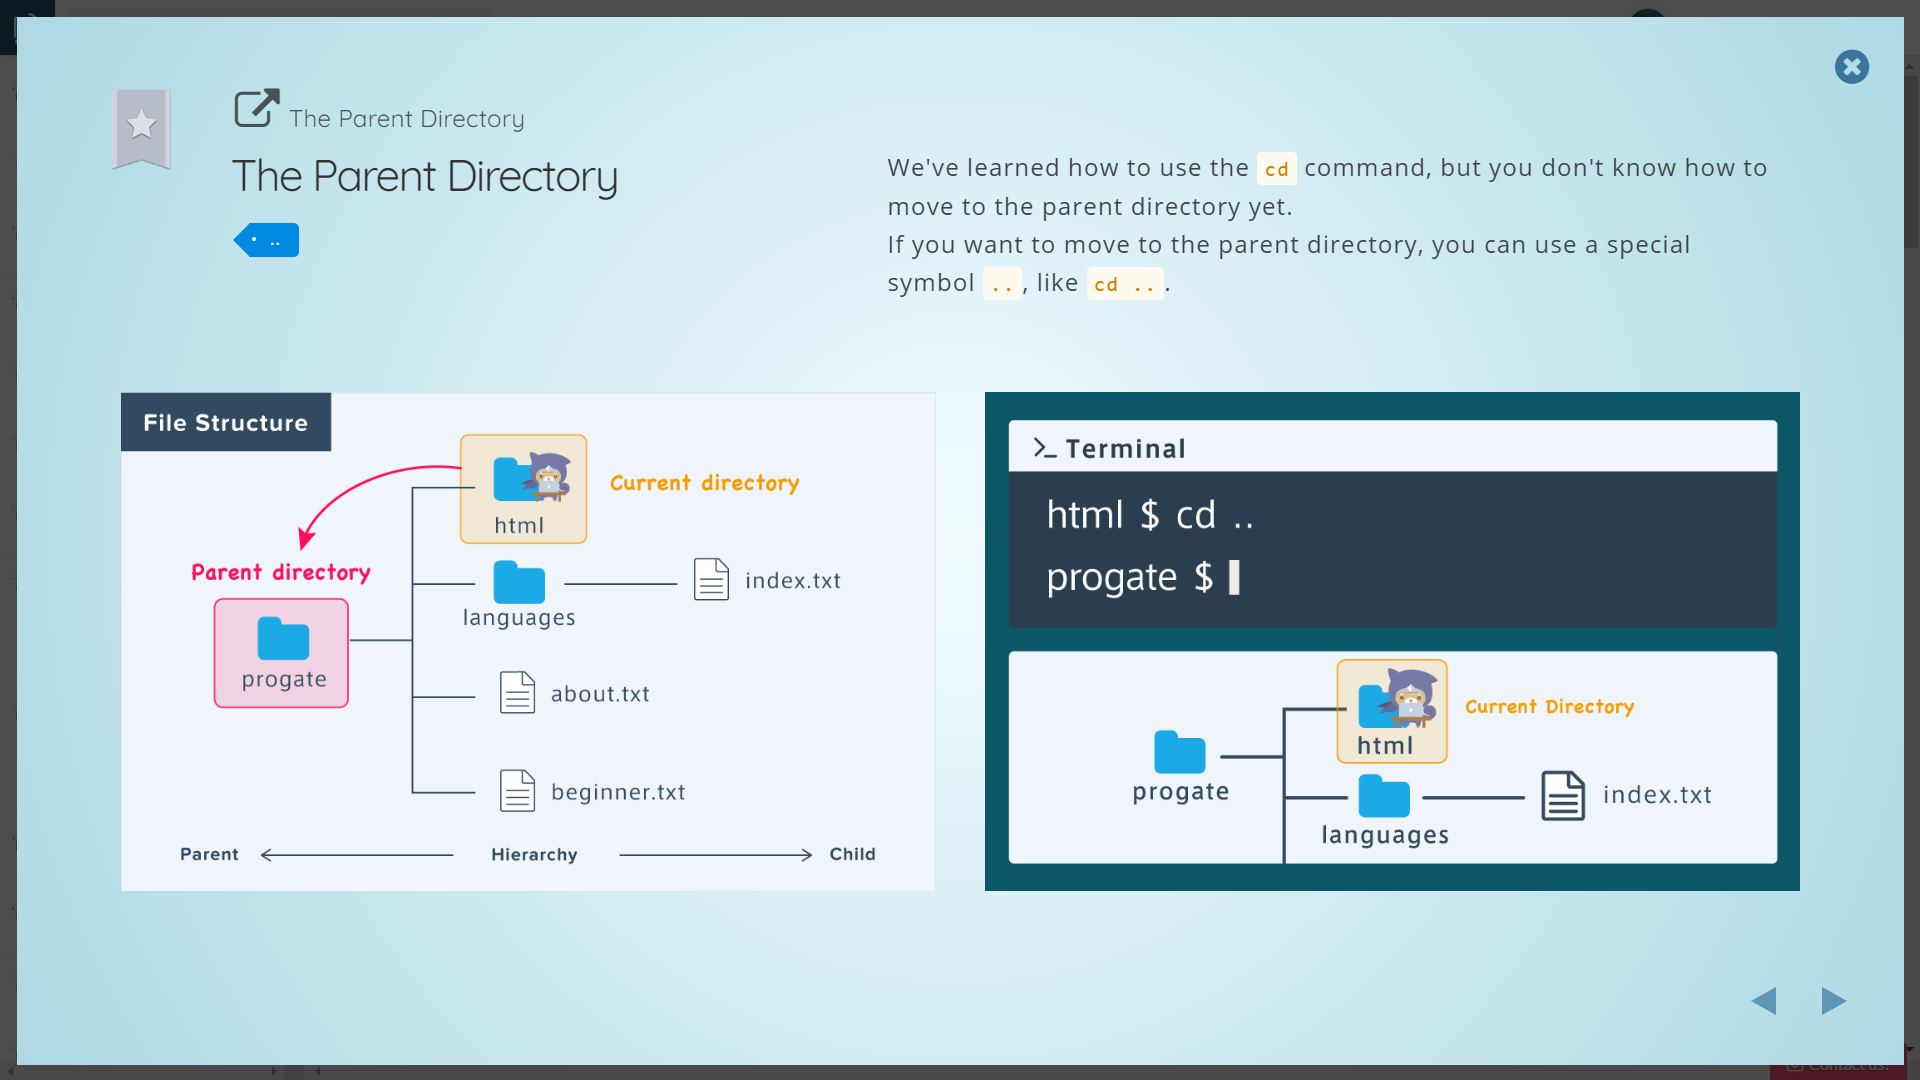 The Parent Directory
The Parent Directory
..
We've learned how to use the cd command, but you don't know how to
move to the parent directory yet.
If you want to move to the parent directory, you can use a special
symbol .., like cd ...
File Structure
html
Current directory
Parent directory
progate
languages
index.txt
about.txt
beginner.txt
Parent
Hierarchy
Child
>_ Terminal
html $ cd ..
progate $
html
Current Directory
progate
languages
index.txt
Contact us!